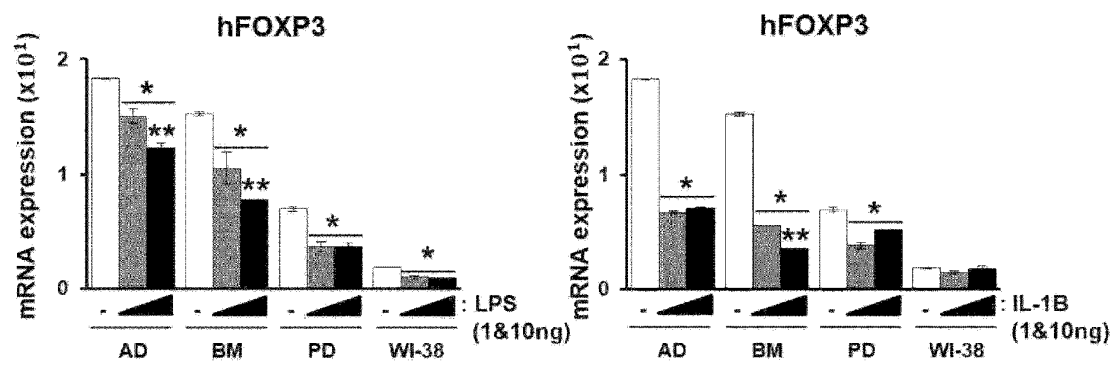 hFOXP3
mRNA expression (x10¹)
2
1
0
* ** * ** * *
- - - - : LPS
(1&10ng)
AD BM PD WI-38
hFOXP3
mRNA expression (x10¹)
2
1
0
* * ** *
- - - - : IL-1B
(1&10ng)
AD BM PD WI-38